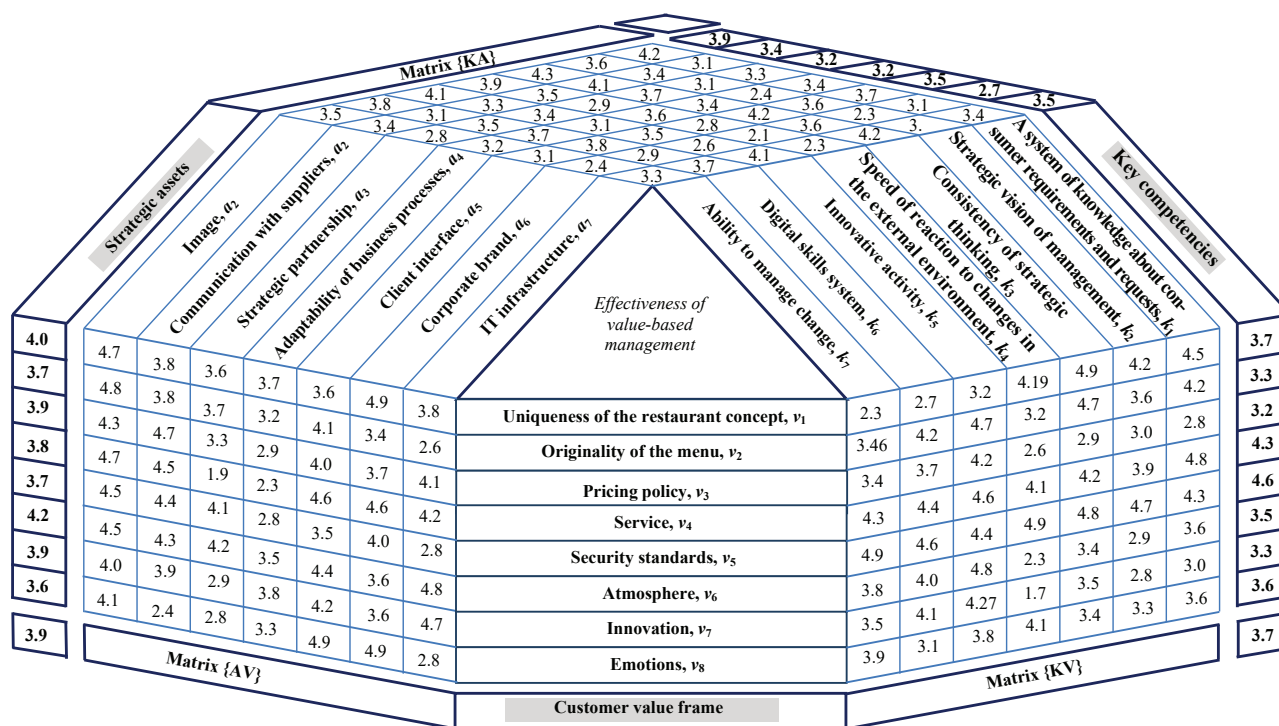 Matrix {KA}
3.9
3.4
3.2
3.2
3.5
2.7
3.5
4.2
3.6 3.1
4.3 3.4 3.3
3.9 4.1 3.1 3.4
4.1 3.5 3.7 2.4 3.7
3.8 3.3 2.9 3.4 3.6 3.1
3.5 3.1 3.4 3.6 4.2 2.3 3.4
3.4 3.5 3.1 2.8 3.6 3.
2.8 3.7 3.5 2.1 4.2
3.2 3.8 2.6 2.3
3.1 2.9 4.1
2.4 3.7
3.3
Strategic assets
Image, a2
Communication with suppliers, a2
Strategic partnership, a3
Adaptability of business processes, a4
Client interface, a5
Corporate brand, a6
IT infrastructure, a7
Effectiveness of
value-based
management
Ability to manage change, k7
Digital skills system, k6
Innovative activity, k5
Speed of reaction to changes in
the external environment, k4
Consistency of strategic
thinking, k3
Strategic vision of management, k2
A system of knowledge about con-
sumer requirements and requests, k1
Key competencies
4.0
3.7
3.9
3.8
3.7
4.2
3.9
3.6
3.9
4.7 3.8 3.6 3.7 3.6 4.9 3.8
4.8 3.8 3.7 3.2 4.1 3.4 2.6
4.3 4.7 3.3 2.9 4.0 3.7 4.1
4.7 4.5 1.9 2.3 4.6 4.6 4.2
4.5 4.4 4.1 2.8 3.5 4.0 2.8
4.5 4.3 4.2 3.5 4.4 3.6 4.8
4.0 3.9 2.9 3.8 4.2 3.6 4.7
4.1 2.4 2.8 3.3 4.9 4.9 2.8
Matrix {AV}
Uniqueness of the restaurant concept, v1
Originality of the menu, v2
Pricing policy, v3
Service, v4
Security standards, v5
Atmosphere, v6
Innovation, v7
Emotions, v8
Customer value frame
2.3 2.7 3.2 4.19 4.9 4.2 4.5
3.46 4.2 4.7 3.2 4.7 3.6 4.2
3.4 3.7 4.2 2.6 2.9 3.0 2.8
4.3 4.4 4.6 4.1 4.2 3.9 4.8
4.9 4.6 4.4 4.9 4.8 4.7 4.3
3.8 4.0 4.8 2.3 3.4 2.9 3.6
3.5 4.1 4.27 1.7 3.5 2.8 3.0
3.9 3.1 3.8 4.1 3.4 3.3 3.6
Matrix {KV}
3.7
3.3
3.2
4.3
4.6
3.5
3.3
3.6
3.7